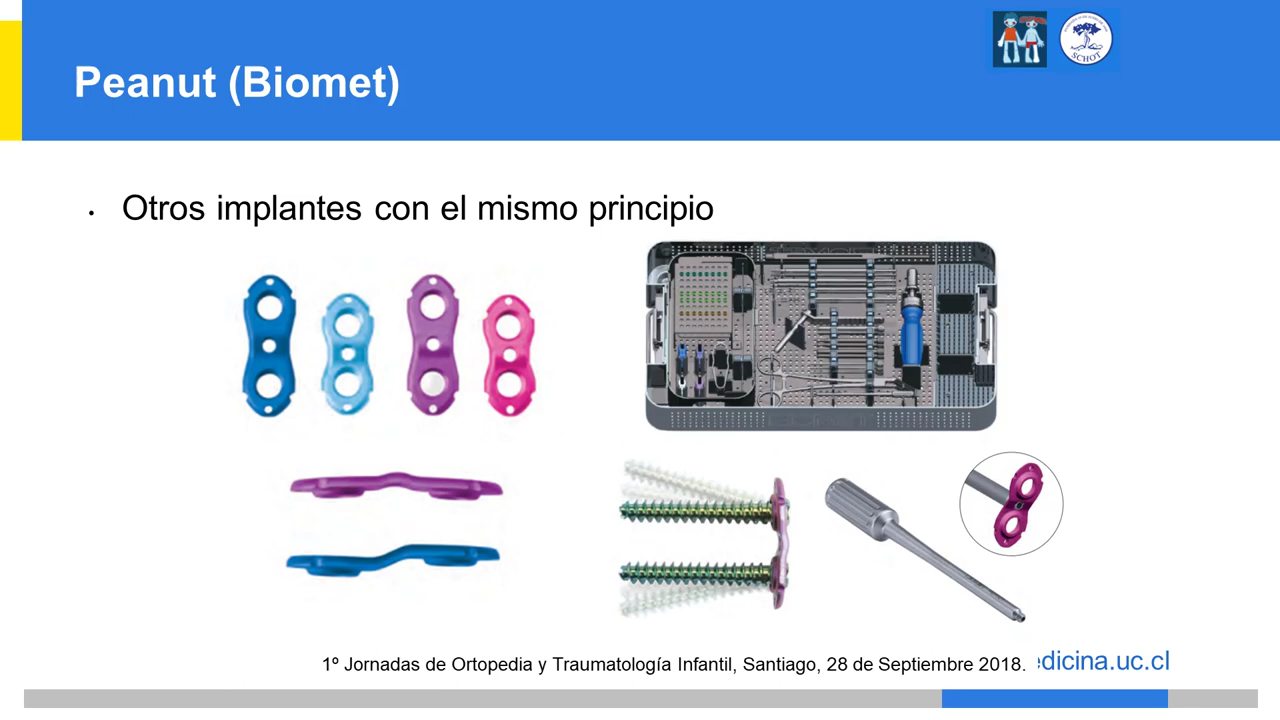 Peanut (Biomet)
SCHOT
• Otros implantes con el mismo principio
1º Jornadas de Ortopedia y Traumatología Infantil, Santiago, 28 de Septiembre 2018.
edicina.uc.cl